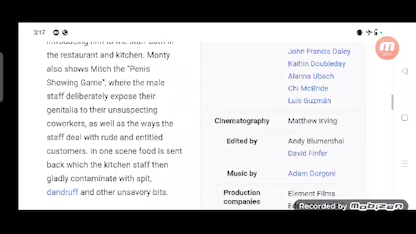 3:17
introducing him to the staff both in
the restaurant and kitchen. Monty
also shows Mitch the "Penis
Showing Game", where the male
staff deliberately expose their
genitalia to their unsuspecting
coworkers, as well as the ways the
staff deal with rude and entitled
customers. In one scene food is sent
back which the kitchen staff then
gladly contaminate with spit,
dandruff and other unsavory bits.
John Francis Daley
Kaitlin Doubleday
Alanna Ubach
Chi McBride
Luis Guzmán
Cinematography Matthew Irving
Edited by Andy Blumenthal
David Finfer
Music by Adam Gorgoni
Production Element Films
companies
Recorded by Mobizen